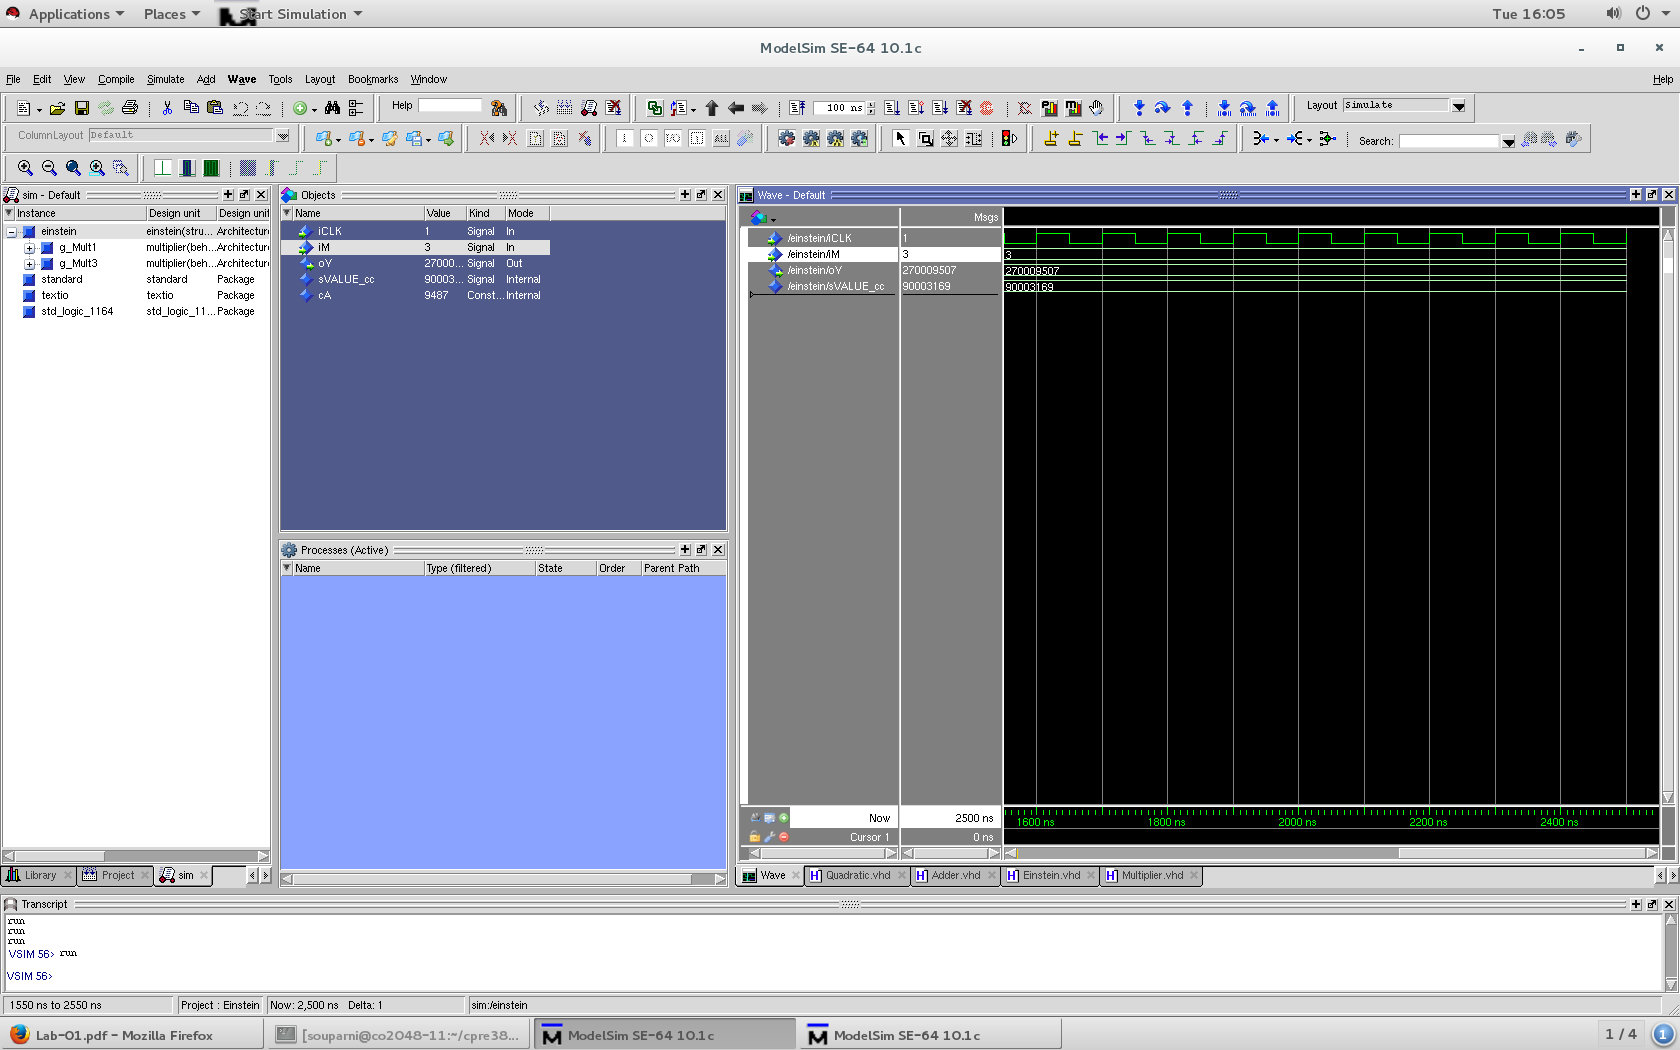 Applications Places Start Simulation Tue 16:05
ModelSim SE-64 10.1c
File Edit View Compile Simulate Add Wave Tools Layout Bookmarks Window Help
Help 100 ns Layout Simulate
ColumnLayout Default Search:
sim - Default
Instance Design unit Design unit
einstein einstein(stru... Architecture
g_Mult1 multiplier(beh... Architecture
g_Mult3 multiplier(beh... Architecture
standard standard Package
textio textio Package
std_logic_1164 std_logic_11... Package
Objects
Name Value Kind Mode
iCLK 1 Signal In
iM 3 Signal In
oY 27000... Signal Out
sVALUE_cc 90003... Signal Internal
cA 9487 Const... Internal
Processes (Active)
Name Type (filtered) State Order Parent Path
Wave - Default
Msgs
/einstein/iCLK 1
/einstein/iM 3 3
/einstein/oY 270009507 270009507
/einstein/sVALUE_cc 90003169 90003169
Now 2500 ns 1600 ns 1800 ns 2000 ns 2200 ns 2400 ns
Cursor 1 0 ns
Library Project sim
Wave Quadratic.vhd Adder.vhd Einstein.vhd Multiplier.vhd
Transcript
run
run
run
VSIM 56> run
VSIM 56>
1550 ns to 2550 ns Project : Einstein Now: 2,500 ns Delta: 1 sim:/einstein
Lab-01.pdf - Mozilla Firefox [souparni@co2048-11:~/cpre38... ModelSim SE-64 10.1c ModelSim SE-64 10.1c 1 / 4 1